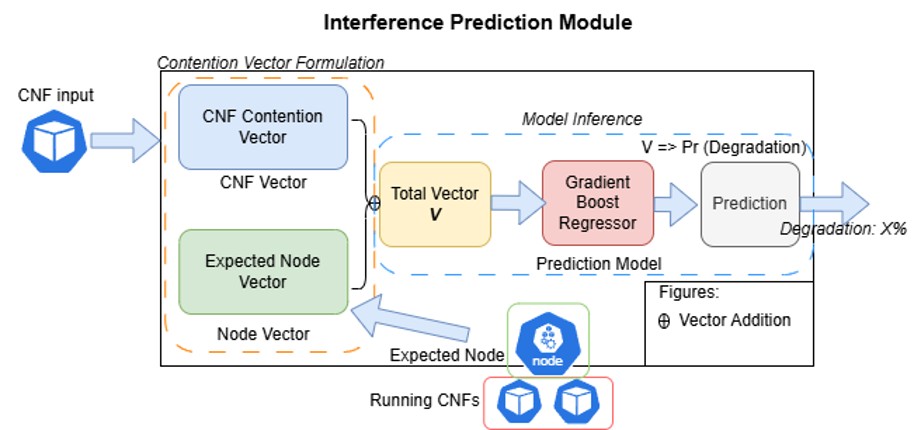 Interference Prediction Module
Contention Vector Formulation
CNF input
CNF Contention
Vector
CNF Vector
Model Inference
V => Pr (Degradation)
Total Vector
V
Gradient
Boost
Regressor
Prediction
Degradation: X%
Prediction Model
Expected Node
Vector
Node Vector
Figures:
⊕ Vector Addition
Expected Node
node
Running CNFs